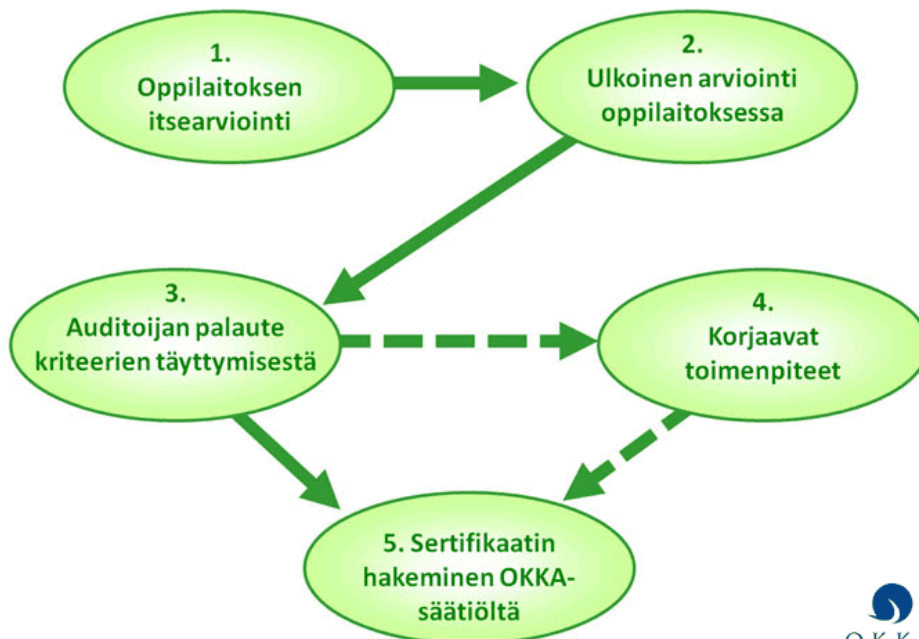 1.
Oppilaitoksen
itsearviointi
2.
Ulkoinen arviointi
oppilaitoksessa
3.
Auditoijan palaute
kriteerien täyttymisestä
4.
Korjaavat
toimenpiteet
5. Sertifikaatin
hakeminen OKKA-
säätiöltä